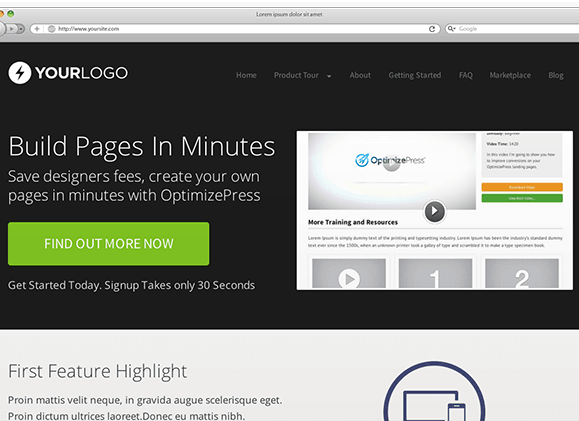 Lorem ipsum dolor sit amet
http://www.yoursite.com
Google
YOURLOGO
Home Product Tour About Getting Started FAQ Marketplace Blog
Build Pages In Minutes
Save designers fees, create your own
pages in minutes with OptimizePress
FIND OUT MORE NOW
Get Started Today. Signup Takes only 30 Seconds
OptimizePress
Video Time: 14:20
In this video I'm going to show you how
to improve conversions on your
OptimizePress landing pages.
More Training and Resources
Lorem Ipsum is simply dummy text of the printing and typesetting industry. Lorem Ipsum has been the industry's standard dummy
text ever since the 1500s, when an unknown printer took a galley of type and scrambled it to make a type specimen book.
1
2
First Feature Highlight
Proin mattis velit neque, in gravida augue scelerisque eget.
Proin dictum ultrices laoreet.Donec eu mattis nibh.